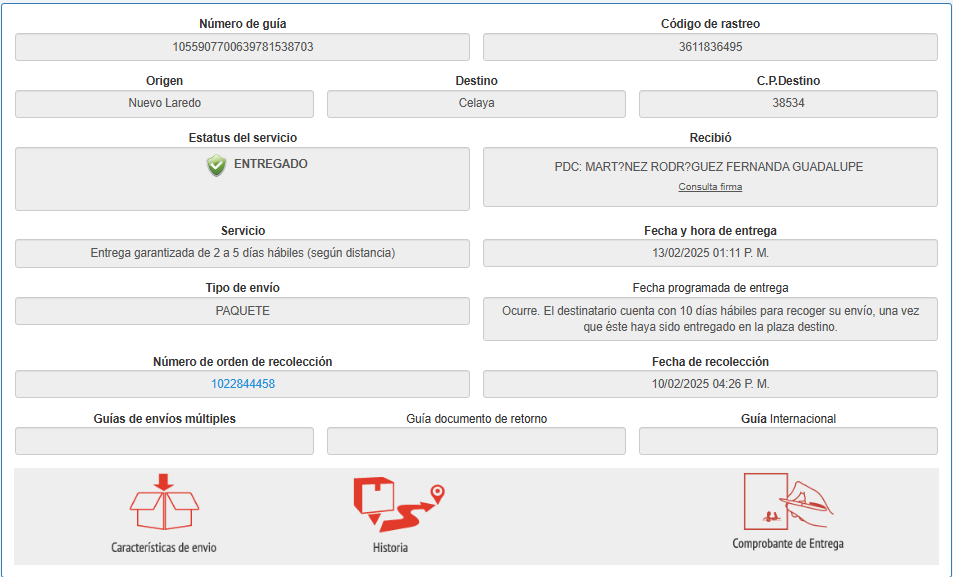 Número de guía
Código de rastreo
1055907700639781538703
3611836495
Origen
Destino
C.P.Destino
Nuevo Laredo
Celaya
38534
Estatus del servicio
Recibió
ENTREGADO
PDC: MART?NEZ RODR?GUEZ FERNANDA GUADALUPE
Consulta firma
Servicio
Fecha y hora de entrega
Entrega garantizada de 2 a 5 días hábiles (según distancia)
13/02/2025 01:11 P. M.
Tipo de envío
Fecha programada de entrega
PAQUETE
Ocurre. El destinatario cuenta con 10 días hábiles para recoger su envío, una vez
que éste haya sido entregado en la plaza destino.
Número de orden de recolección
Fecha de recolección
1022844458
10/02/2025 04:26 P. M.
Guías de envíos múltiples
Guía documento de retorno
Guía Internacional
Características de envio
Historia
Comprobante de Entrega